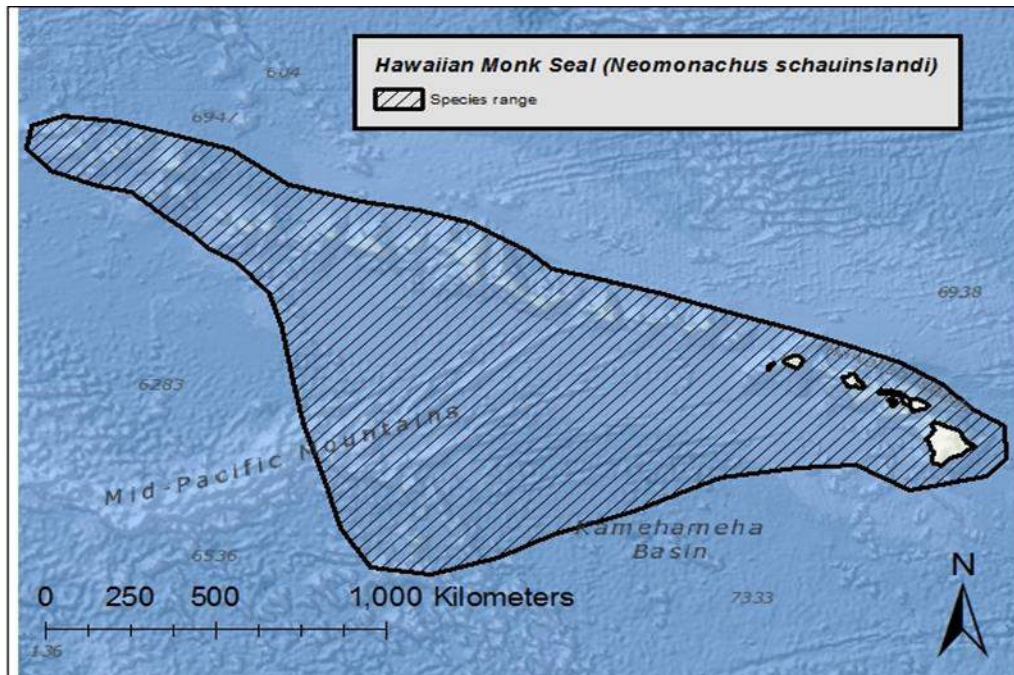 Hawaiian Monk Seal (Neomonachus schauinslandi)
Species range
604
6947
6938
6283
Mid-Pacific Mountains
Kamehameha
Basin
6536
7333
0 250 500 1,000 Kilometers
N